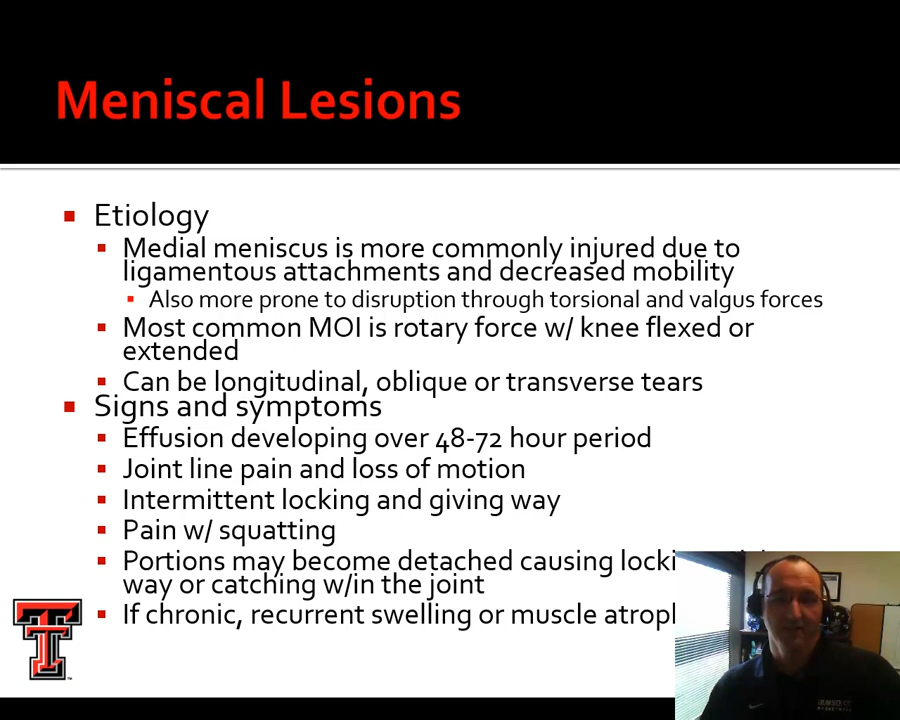 Meniscal Lesions
Etiology
Medial meniscus is more commonly injured due to
ligamentous attachments and decreased mobility
Also more prone to disruption through torsional and valgus forces
Most common MOI is rotary force w/ knee flexed or
extended
Can be longitudinal, oblique or transverse tears
Signs and symptoms
Effusion developing over 48-72 hour period
Joint line pain and loss of motion
Intermittent locking and giving way
Pain w/ squatting
Portions may become detached causing
way or catching w/in the joint
If chronic, recurrent swelling or muscle